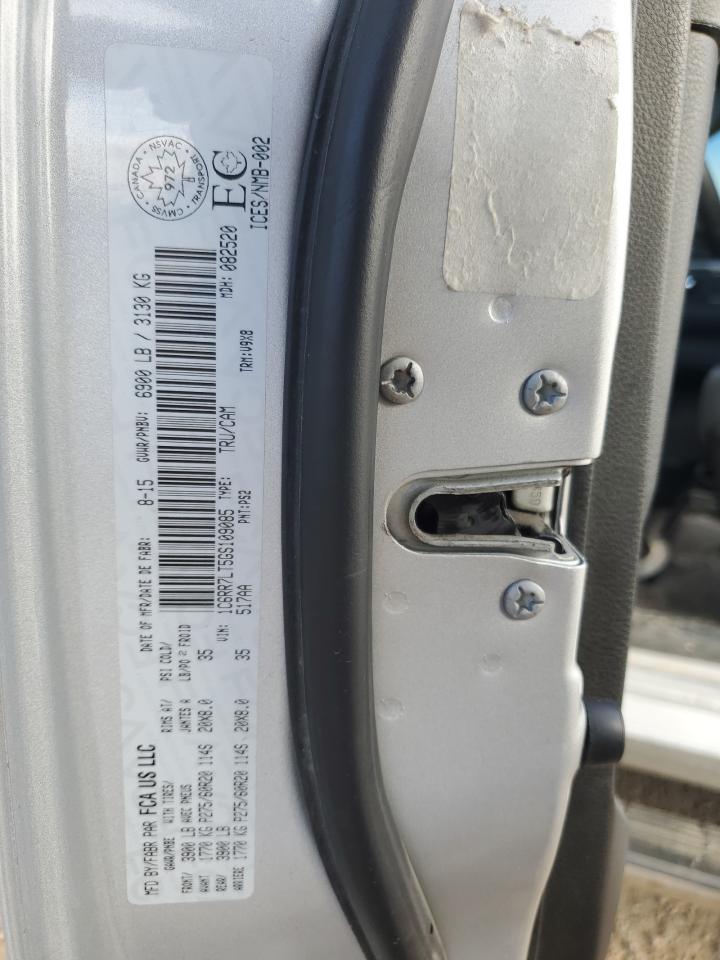 MFD BY/FABR PAR FCA US LLC
DATE OF MFR/DATE DE FABR: 8-15
GVWR/PNBV: 6900 LB / 3130 KG
GAWR/PNBE WITH TIRES/ RIMS AT/ PSI COLD/
AVEC PNEUS JANTES A LB/PO2 FROID
FRONT/ 3900 LB
AVANT 1770 KG P275/60R20 114S 20X8.0 35
REAR/ 3900 LB
ARRIERE 1770 KG P275/60R20 114S 20X8.0 35
VIN: 1C6RR7LT5GS109085 TYPE: TRU/CAM
517AA PNT:PS2 TRM:V9X8
MDH: 082520
CANADA · NSVAC · TRANSPORT · CMVSS
972
EC
ICES/NMB-002